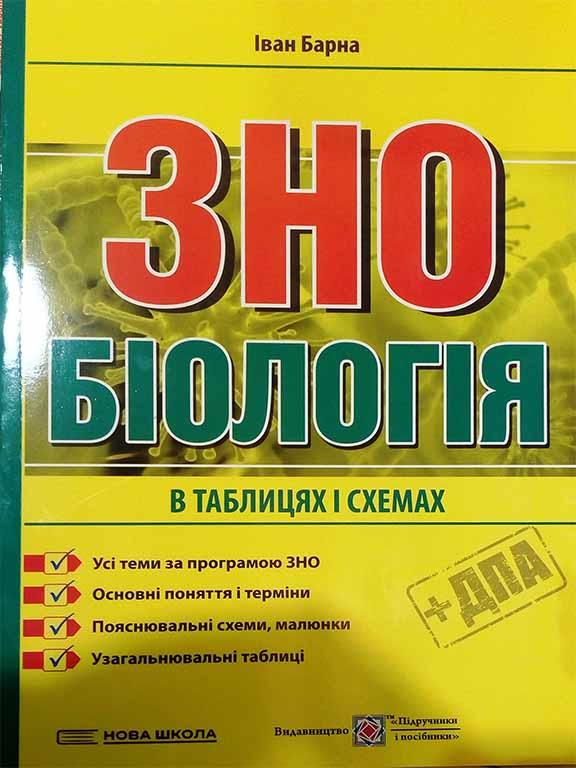 Іван Барна
ЗНО
БІОЛОГІЯ
В ТАБЛИЦЯХ І СХЕМАХ
Усі теми за програмою ЗНО
Основні поняття і терміни
Пояснювальні схеми, малюнки
Узагальнювальні таблиці
+ДПА
НОВА ШКОЛА
Видавництво
™ «Підручники
і посібники»